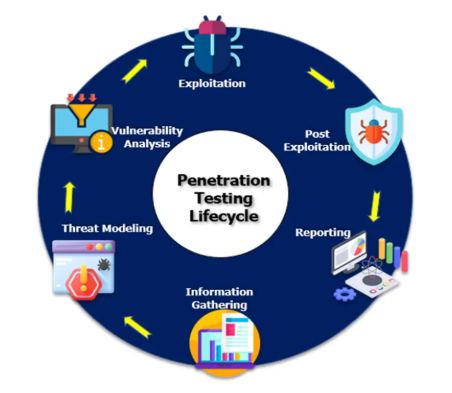 Exploitation
Post
Exploitation
Reporting
Information
Gathering
Threat Modeling
Vulnerability
Analysis
Penetration
Testing
Lifecycle